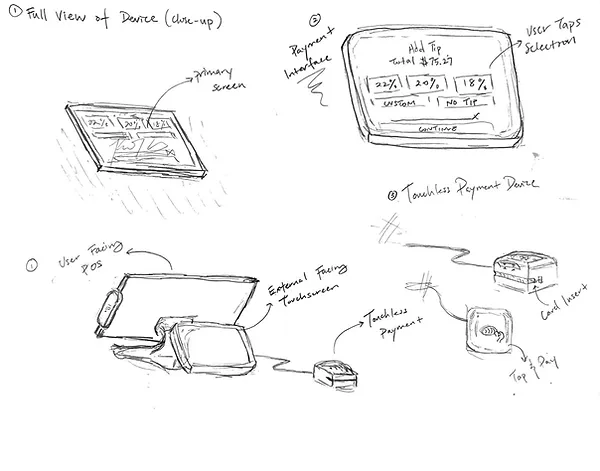 ① Full View of Device (close-up)
primary
screen
22% 20% 18%
②
Payment
Interface
Add Tip
Total $75.27
22% 20% 18%
CUSTOM NO TIP
x
CONTINUE
User Taps
Selection
① User Facing
POS
External Facing
Touchscreen
Touchless
Payment
③ Touchless Payment Device
Card Insert
Tap & Pay